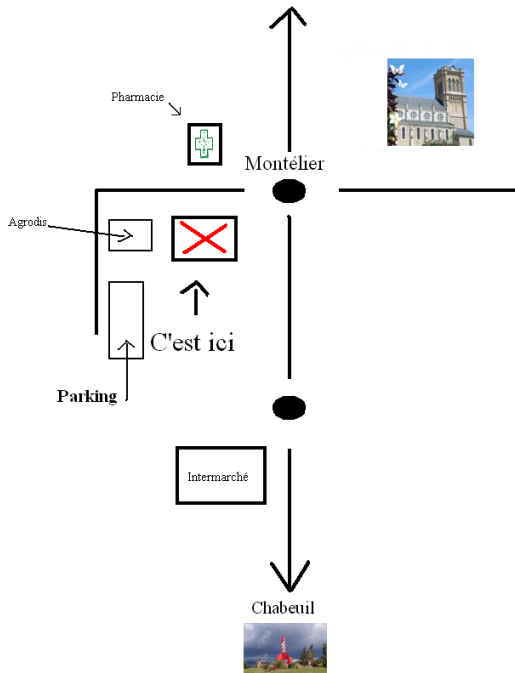 Pharmacie
Montélier
Agrodis
C'est ici
Parking
Intermarché
Chabeuil